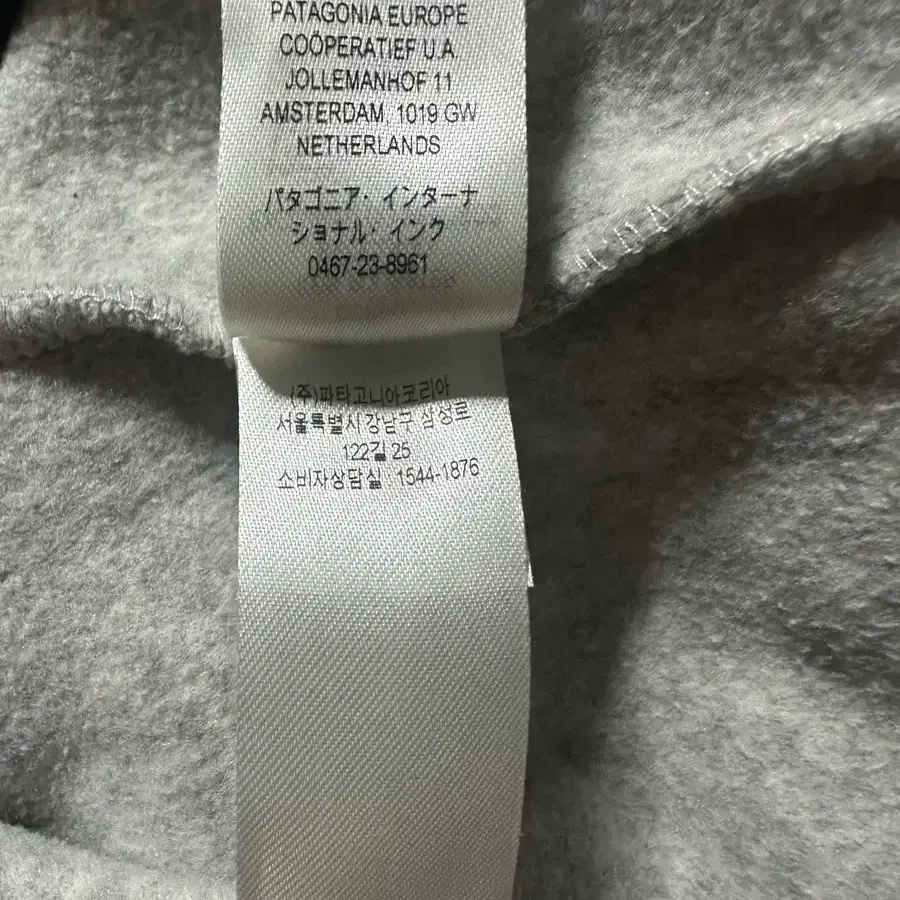 PATAGONIA EUROPE
COÖPERATIEF U.A
JOLLEMANHOF 11
AMSTERDAM, 1019 GW
NETHERLANDS
パタゴニア・インターナ
ショナル・インク
0467-23-8961
(주)파타고니아코리아
서울특별시 강남구 삼성로
122길 25
소비자상담실 1544-1876